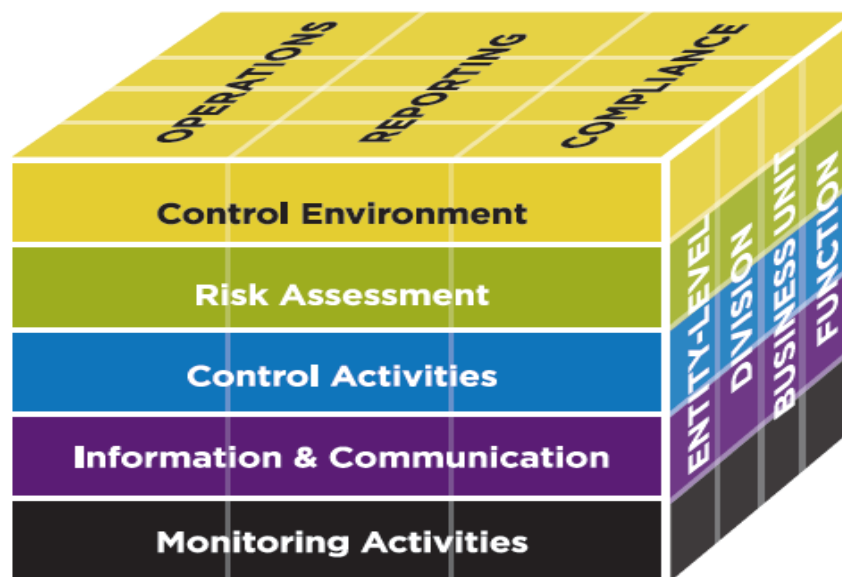 OPERATIONS
REPORTING
COMPLIANCE
Control Environment
Risk Assessment
Control Activities
Information & Communication
Monitoring Activities
ENTITY-LEVEL
DIVISION
BUSINESS UNIT
FUNCTION